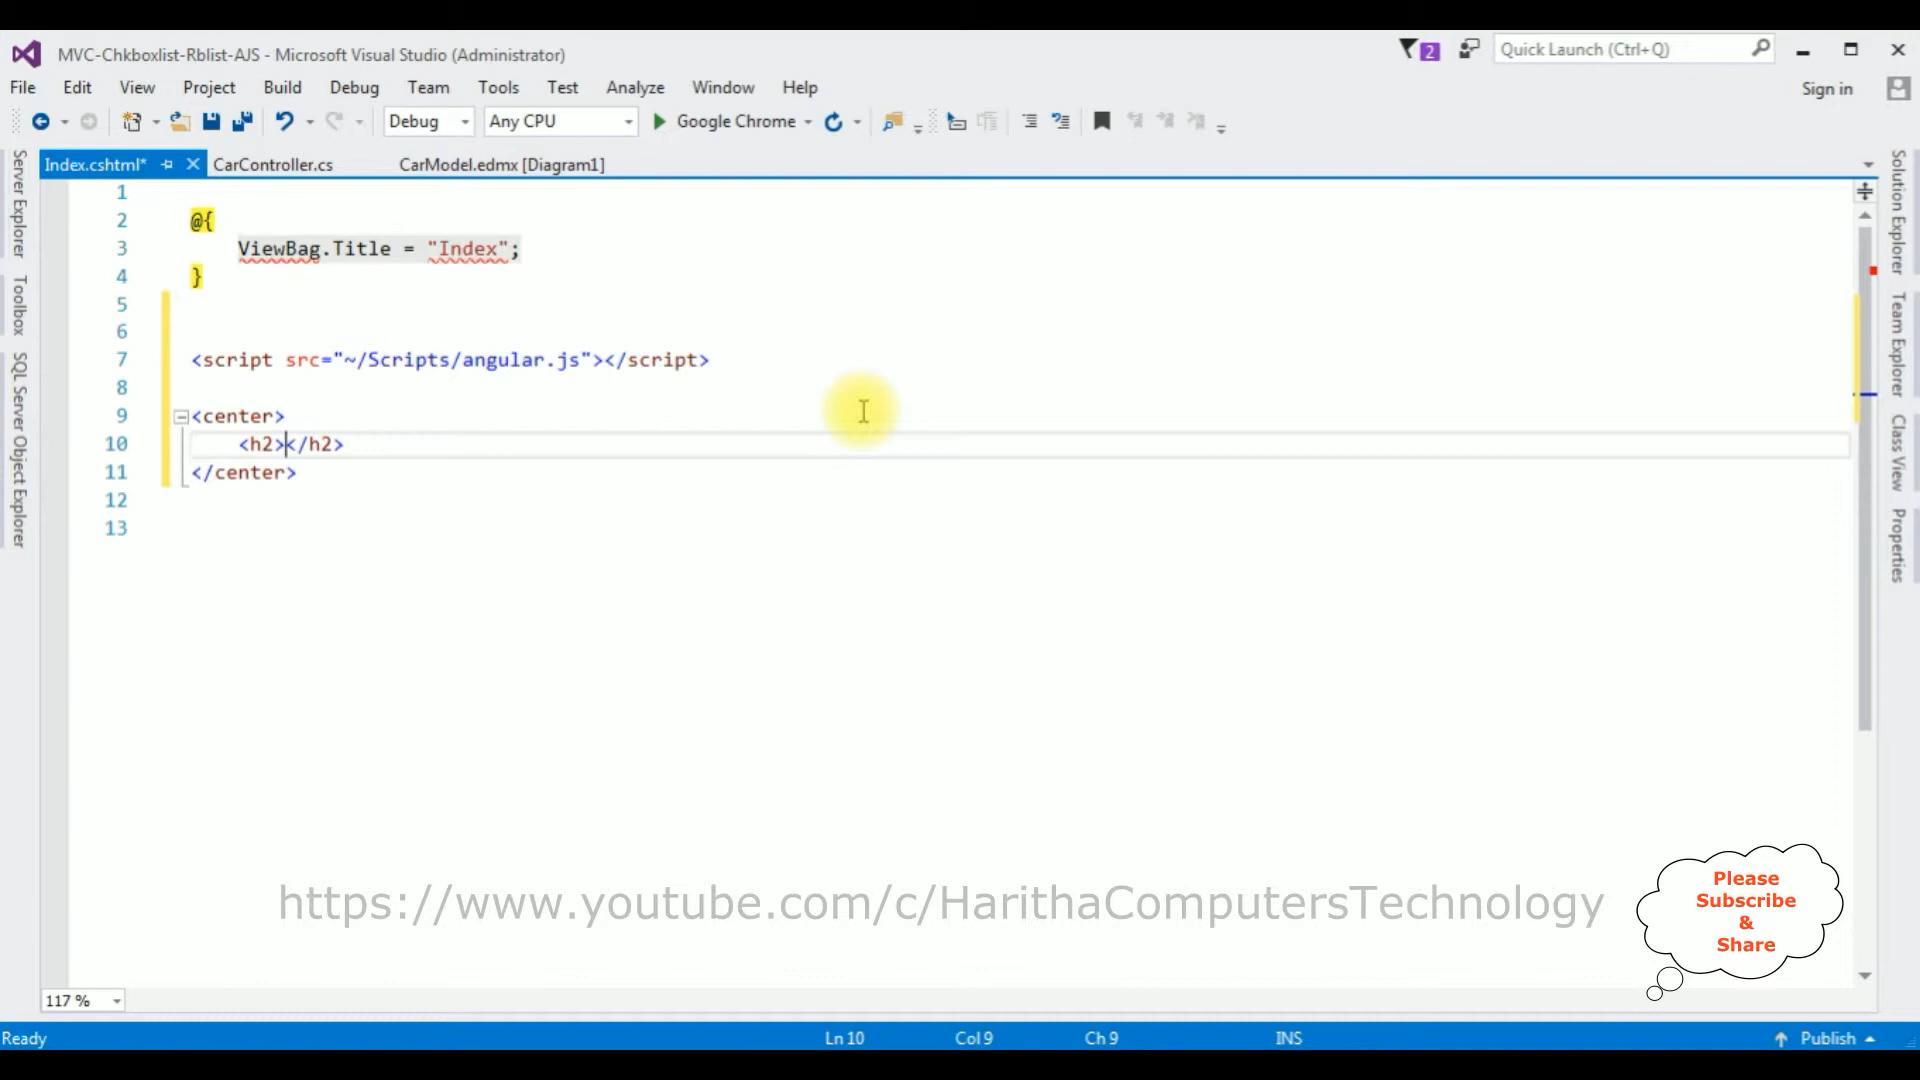 MVC-Chkboxlist-Rblist-AJS - Microsoft Visual Studio (Administrator)
2
Quick Launch (Ctrl+Q)
File Edit View Project Build Debug Team Tools Test Analyze Window Help
Sign in
Debug
Any CPU
Google Chrome
Index.cshtml*
CarController.cs
CarModel.edmx [Diagram1]
Server Explorer
Toolbox
SQL Server Object Explorer
Solution Explorer
Team Explorer
Class View
Properties
1
2 @{
3 ViewBag.Title = "Index";
4 }
5
6
7 <script src="~/Scripts/angular.js"></script>
8
9 <center>
10 <h2></h2>
11 </center>
12
13
https://www.youtube.com/c/HarithaComputersTechnology
Please
Subscribe
&
Share
117 %
Ready
Ln 10
Col 9
Ch 9
INS
Publish